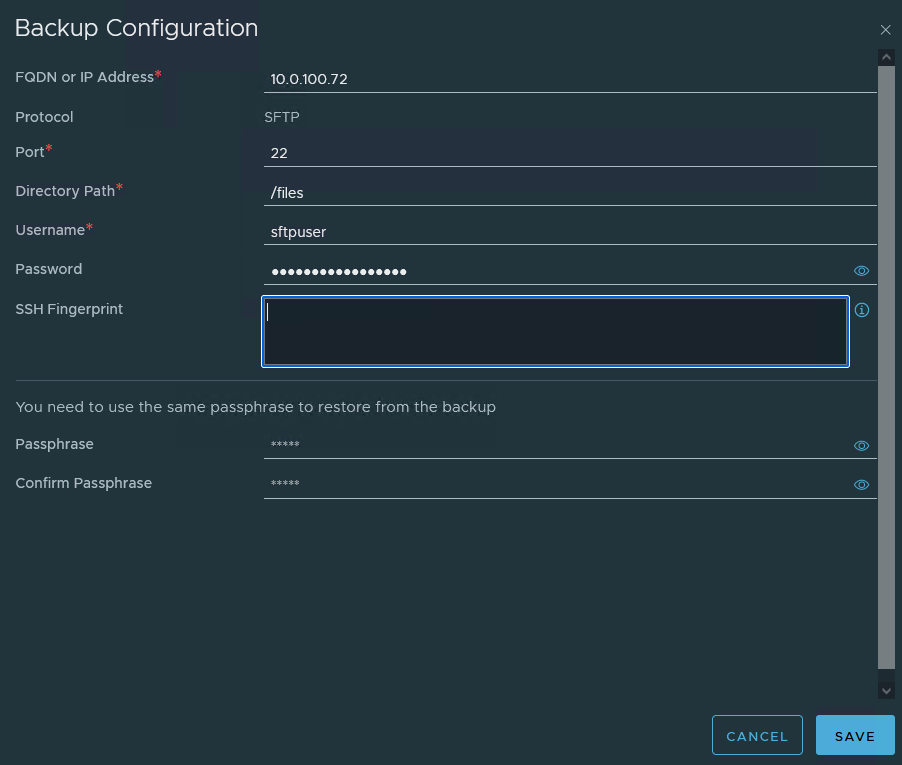 Backup Configuration
FQDN or IP Address* 10.0.100.72
Protocol SFTP
Port* 22
Directory Path* /files
Username* sftpuser
Password •••••••••••••••••
SSH Fingerprint
You need to use the same passphrase to restore from the backup
Passphrase *****
Confirm Passphrase *****
CANCEL SAVE